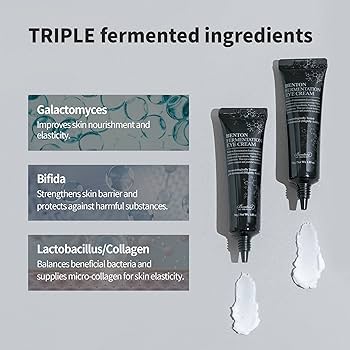 TRIPLE fermented ingredients
Galactomyces
Improves skin nourishment and
elasticity.
Bifida
Strengthens skin barrier and
protects against harmful substances.
Lactobacillus/Collagen
Balances beneficial bacteria and
supplies micro-collagen for skin elasticity.
BENTON
FERMENTATION
EYE CREAM
BENTON
FERMENTATION
EYE CREAM